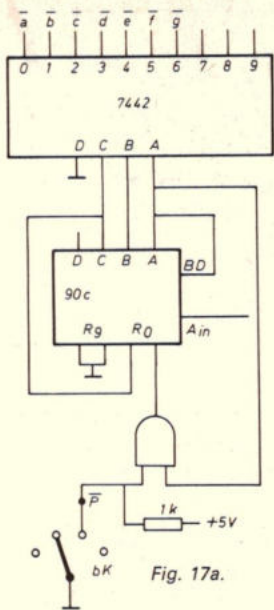 a̅ b̅ c̅ d̅ e̅ f̅ g̅
0 1 2 3 4 5 6 7 8 9
7442
D C B A
D C B A BD
90c
R9 R0 Ain
P̅
1k +5V
bK
Fig. 17a.